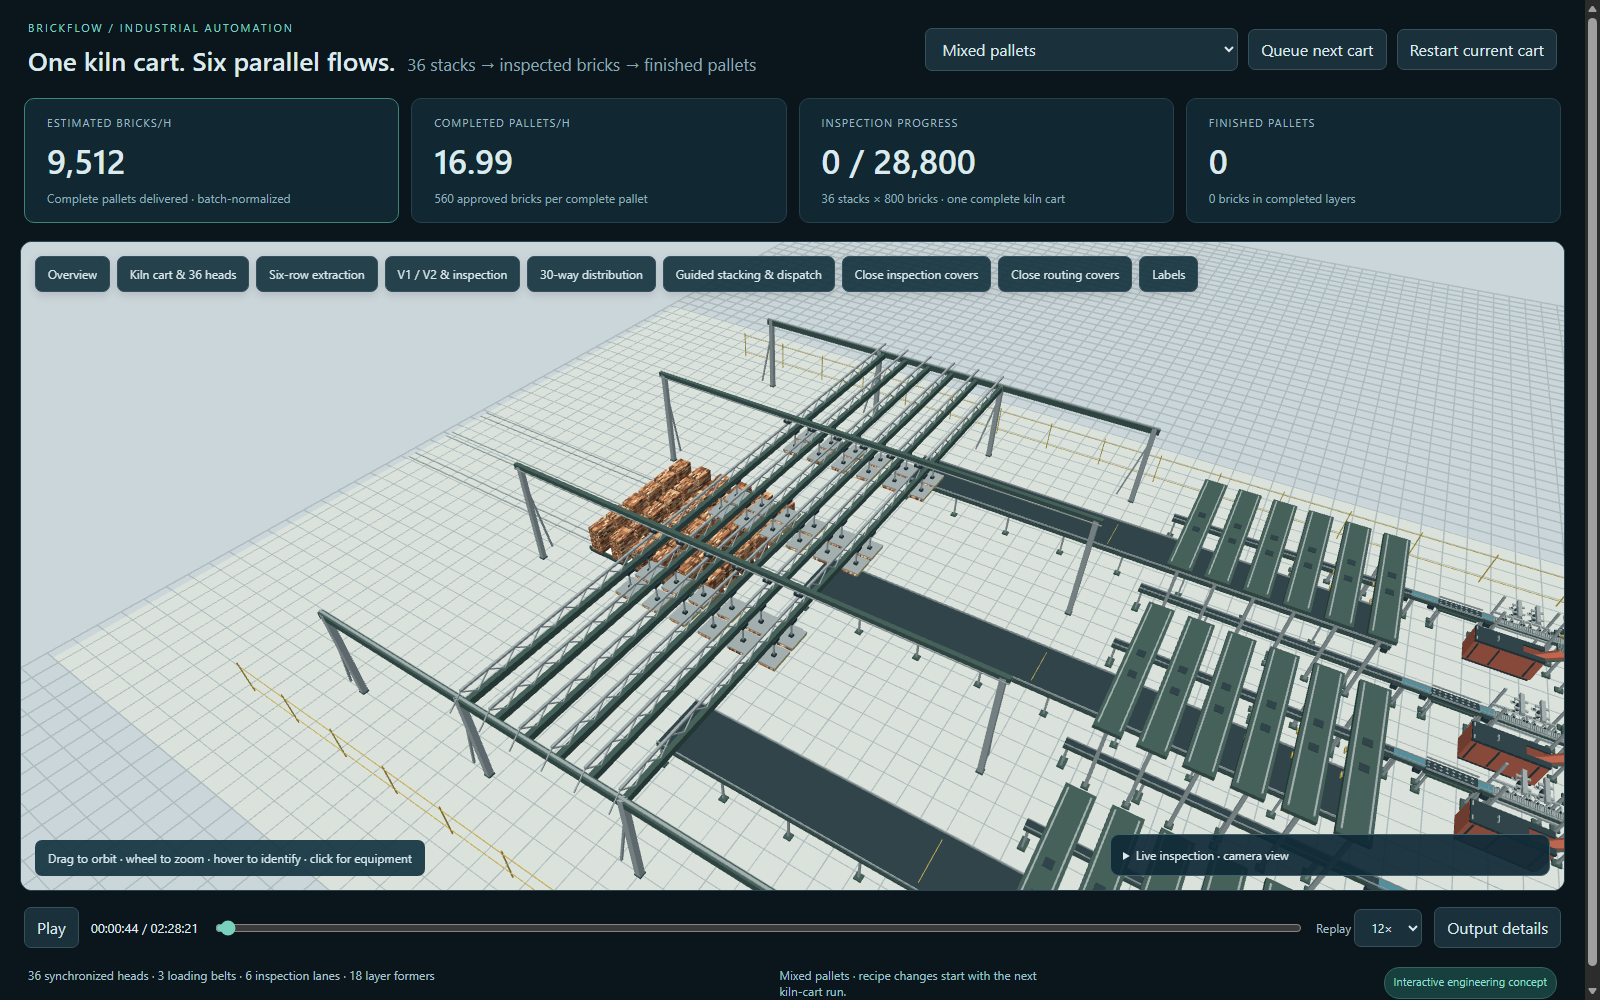 BRICKFLOW / INDUSTRIAL AUTOMATION
One kiln cart. Six parallel flows. 36 stacks → inspected bricks → finished pallets
Mixed pallets
Queue next cart
Restart current cart
ESTIMATED BRICKS/H
9,512
Complete pallets delivered · batch-normalized
COMPLETED PALLETS/H
16.99
560 approved bricks per complete pallet
INSPECTION PROGRESS
0 / 28,800
36 stacks × 800 bricks · one complete kiln cart
FINISHED PALLETS
0
0 bricks in completed layers
Overview
Kiln cart & 36 heads
Six-row extraction
V1 / V2 & inspection
30-way distribution
Guided stacking & dispatch
Close inspection covers
Close routing covers
Labels
Drag to orbit · wheel to zoom · hover to identify · click for equipment
Live inspection · camera view
Play
00:00:44 / 02:28:21
Replay
12×
Output details
36 synchronized heads · 3 loading belts · 6 inspection lanes · 18 layer formers
Mixed pallets · recipe changes start with the next
kiln-cart run.
Interactive engineering concept